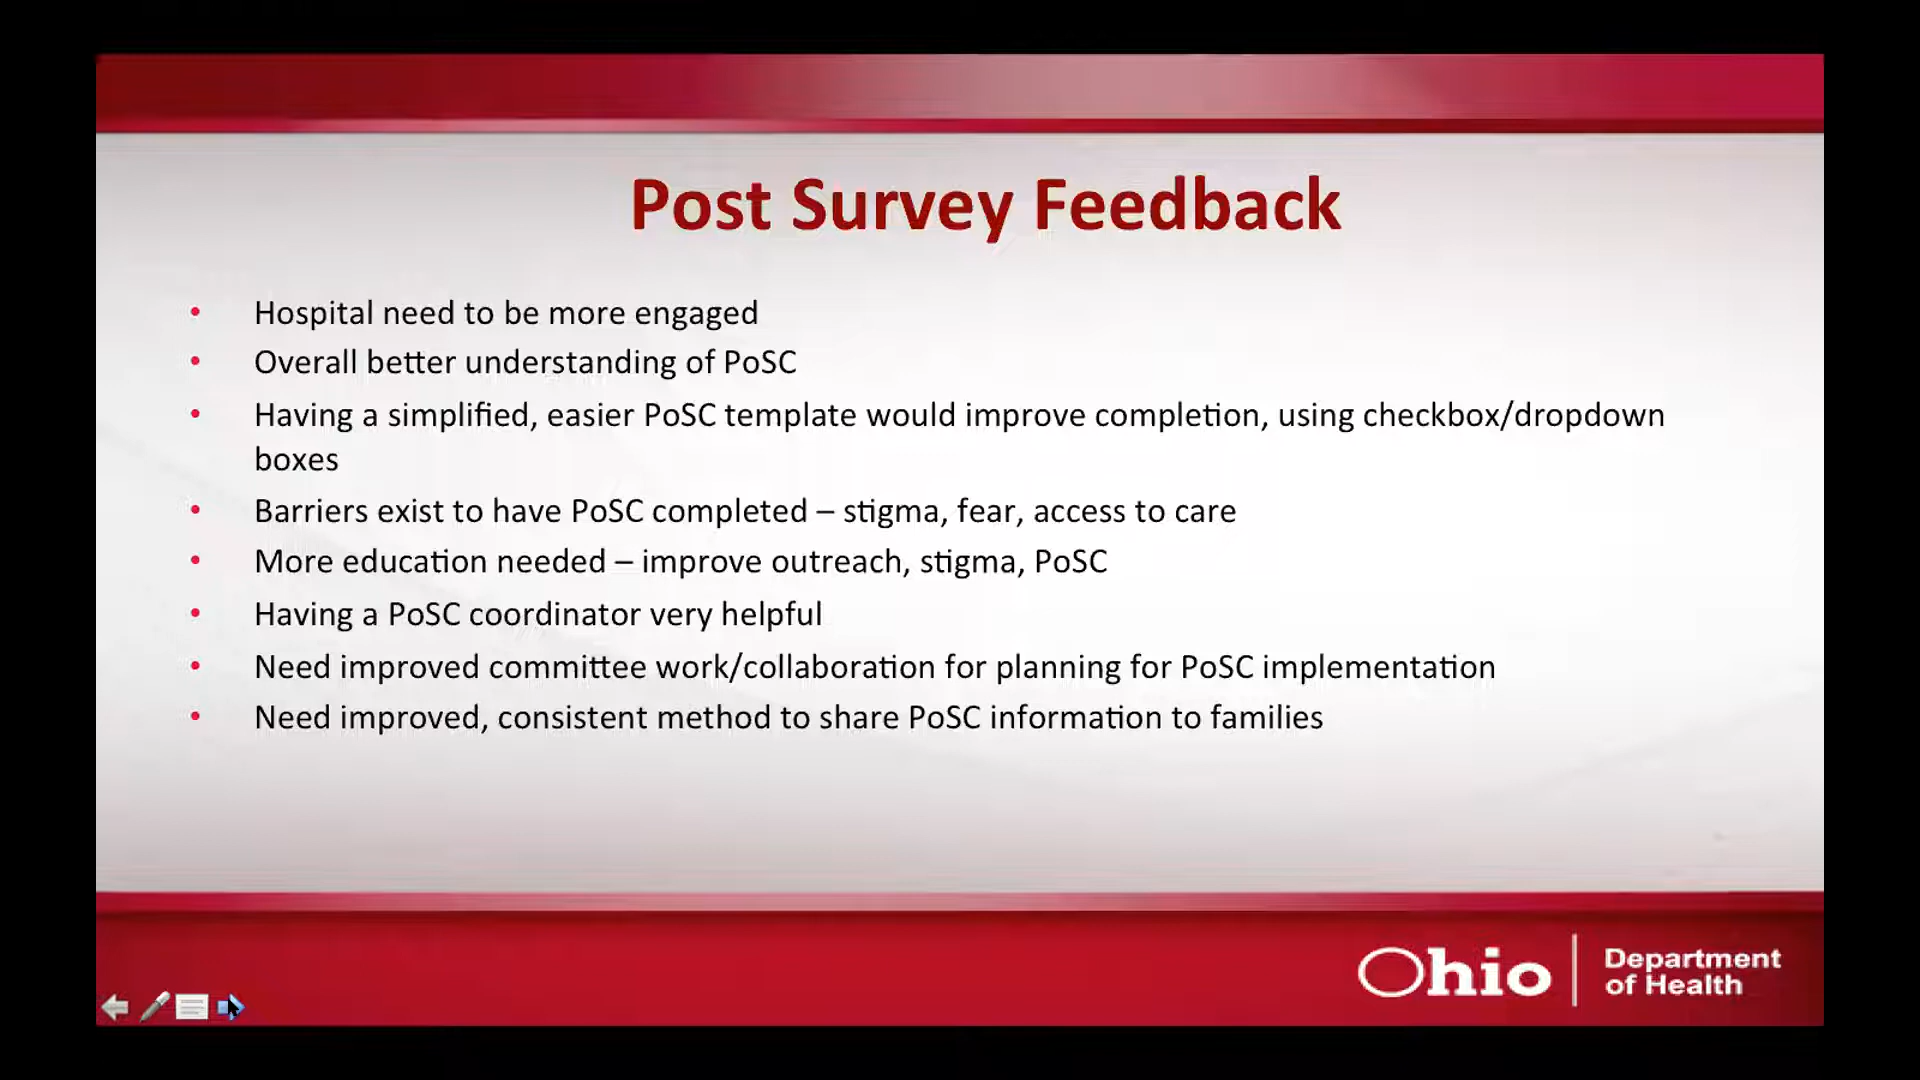 Post Survey Feedback
• Hospital need to be more engaged
• Overall better understanding of PoSC
• Having a simplified, easier PoSC template would improve completion, using checkbox/dropdown
boxes
• Barriers exist to have PoSC completed – stigma, fear, access to care
• More education needed – improve outreach, stigma, PoSC
• Having a PoSC coordinator very helpful
• Need improved committee work/collaboration for planning for PoSC implementation
• Need improved, consistent method to share PoSC information to families
Ohio
Department
of Health